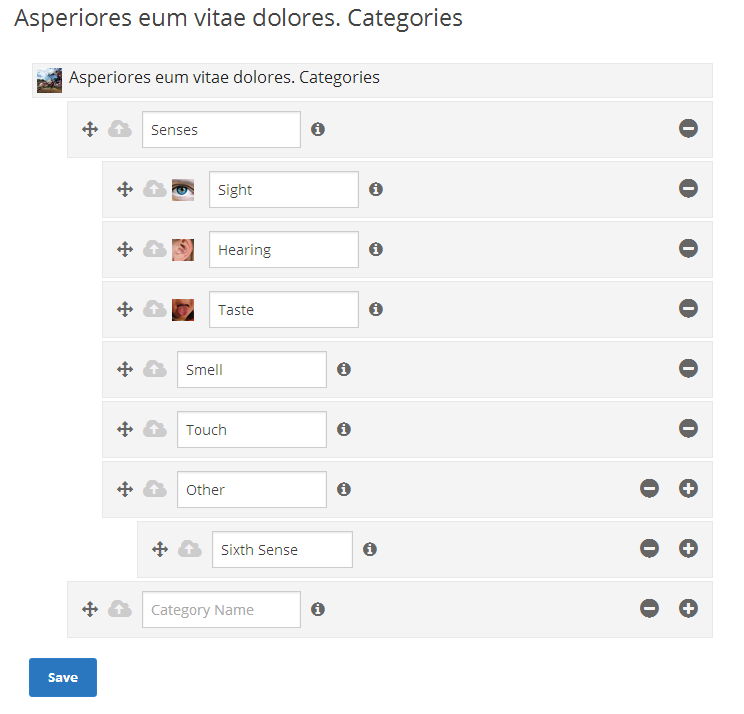 Asperiores eum vitae dolores. Categories
Asperiores eum vitae dolores. Categories
Senses
Sight
Hearing
Taste
Smell
Touch
Other
Sixth Sense
Category Name
Save